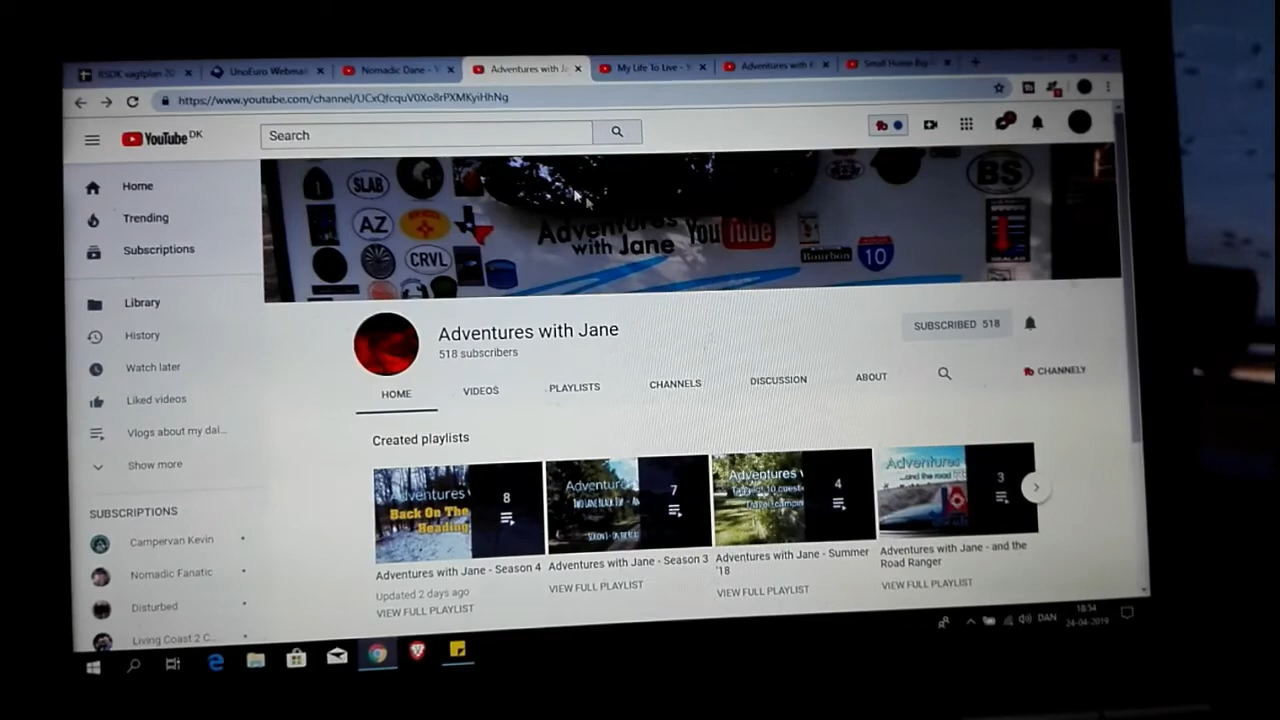 UnoEuro Webma
Nomadic Dane -
Adventures with J
My Life To Live -
Adventures with
Small Home Big
https://www.youtube.com/channel/UCxQfcquV0Xo8rPXMKyiHhNg
YouTube DK
Search
Home
Trending
Subscriptions
Library
History
Watch later
Liked videos
Vlogs about my dal...
Show more
SUBSCRIPTIONS
Campervan Kevin
Nomadic Fanatic
Disturbed
Living Coast 2 C...
SLAB
AZ
CRVL
Adventures
with Jane
YouTube
Bourbon
10
BS
Adventures with Jane
518 subscribers
SUBSCRIBED 518
HOME
VIDEOS
PLAYLISTS
CHANNELS
DISCUSSION
ABOUT
CHANNELY
Created playlists
Adventures
Back On The
Heading
8
Adventure
7
Adventures
4
Adventures
...and the road
3
Adventures with Jane - Season 4
Updated 2 days ago
VIEW FULL PLAYLIST
Adventures with Jane - Season 3
VIEW FULL PLAYLIST
Adventures with Jane - Summer
'18
VIEW FULL PLAYLIST
Adventures with Jane - and the
Road Ranger
VIEW FULL PLAYLIST
DAN
18:54
24-04-2019